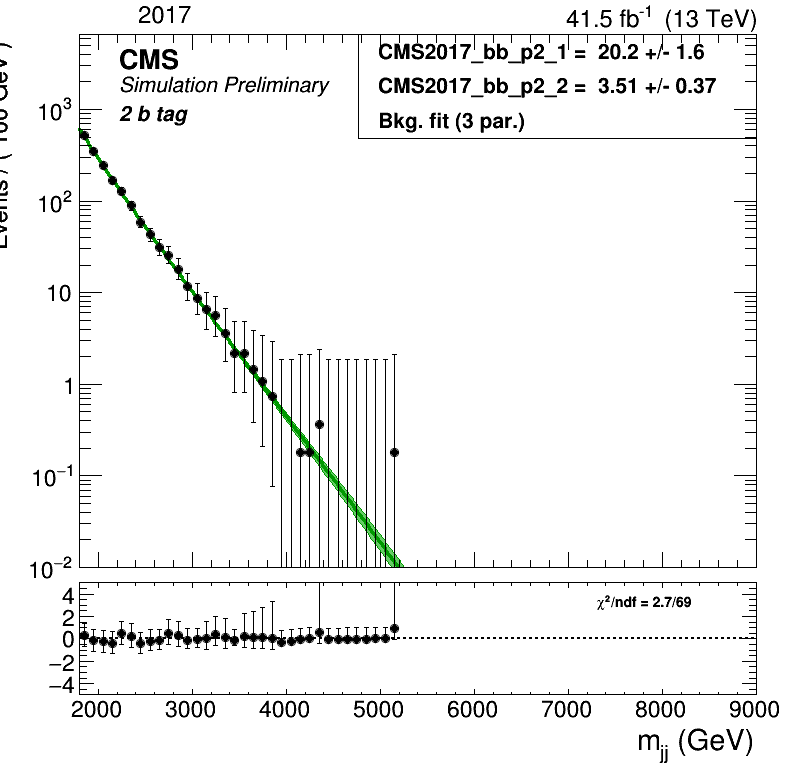 2017
41.5 fb⁻¹ (13 TeV)
CMS
Simulation Preliminary
2 b tag
CMS2017_bb_p2_1 = 20.2 +/- 1.6
CMS2017_bb_p2_2 = 3.51 +/- 0.37
Bkg. fit (3 par.)
10³
10²
10
1
10⁻¹
10⁻²
χ²/ndf = 2.7/69
4
2
0
−2
−4
2000 3000 4000 5000 6000 7000 8000 9000
m_jj (GeV)